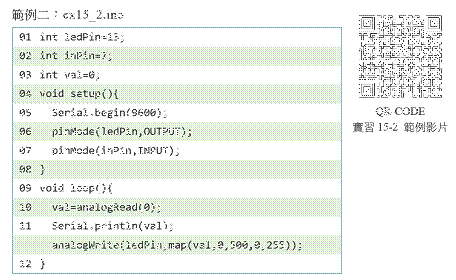 範例二：ex15_2.ino
01 int ledPin=13;
02 int inPin=7;
03 int val=0;
04 void setup(){
05 Serial.begin(9600);
06 pinMode(ledPin,OUTPUT);
07 pinMode(inPin,INPUT);
08 }
09 void loop(){
10 val=analogRead(0);
11 Serial.println(val);
analogWrite(ledPin,map(val,0,500,0,255));
12 }
QR CODE
實習 15-2 範例影片